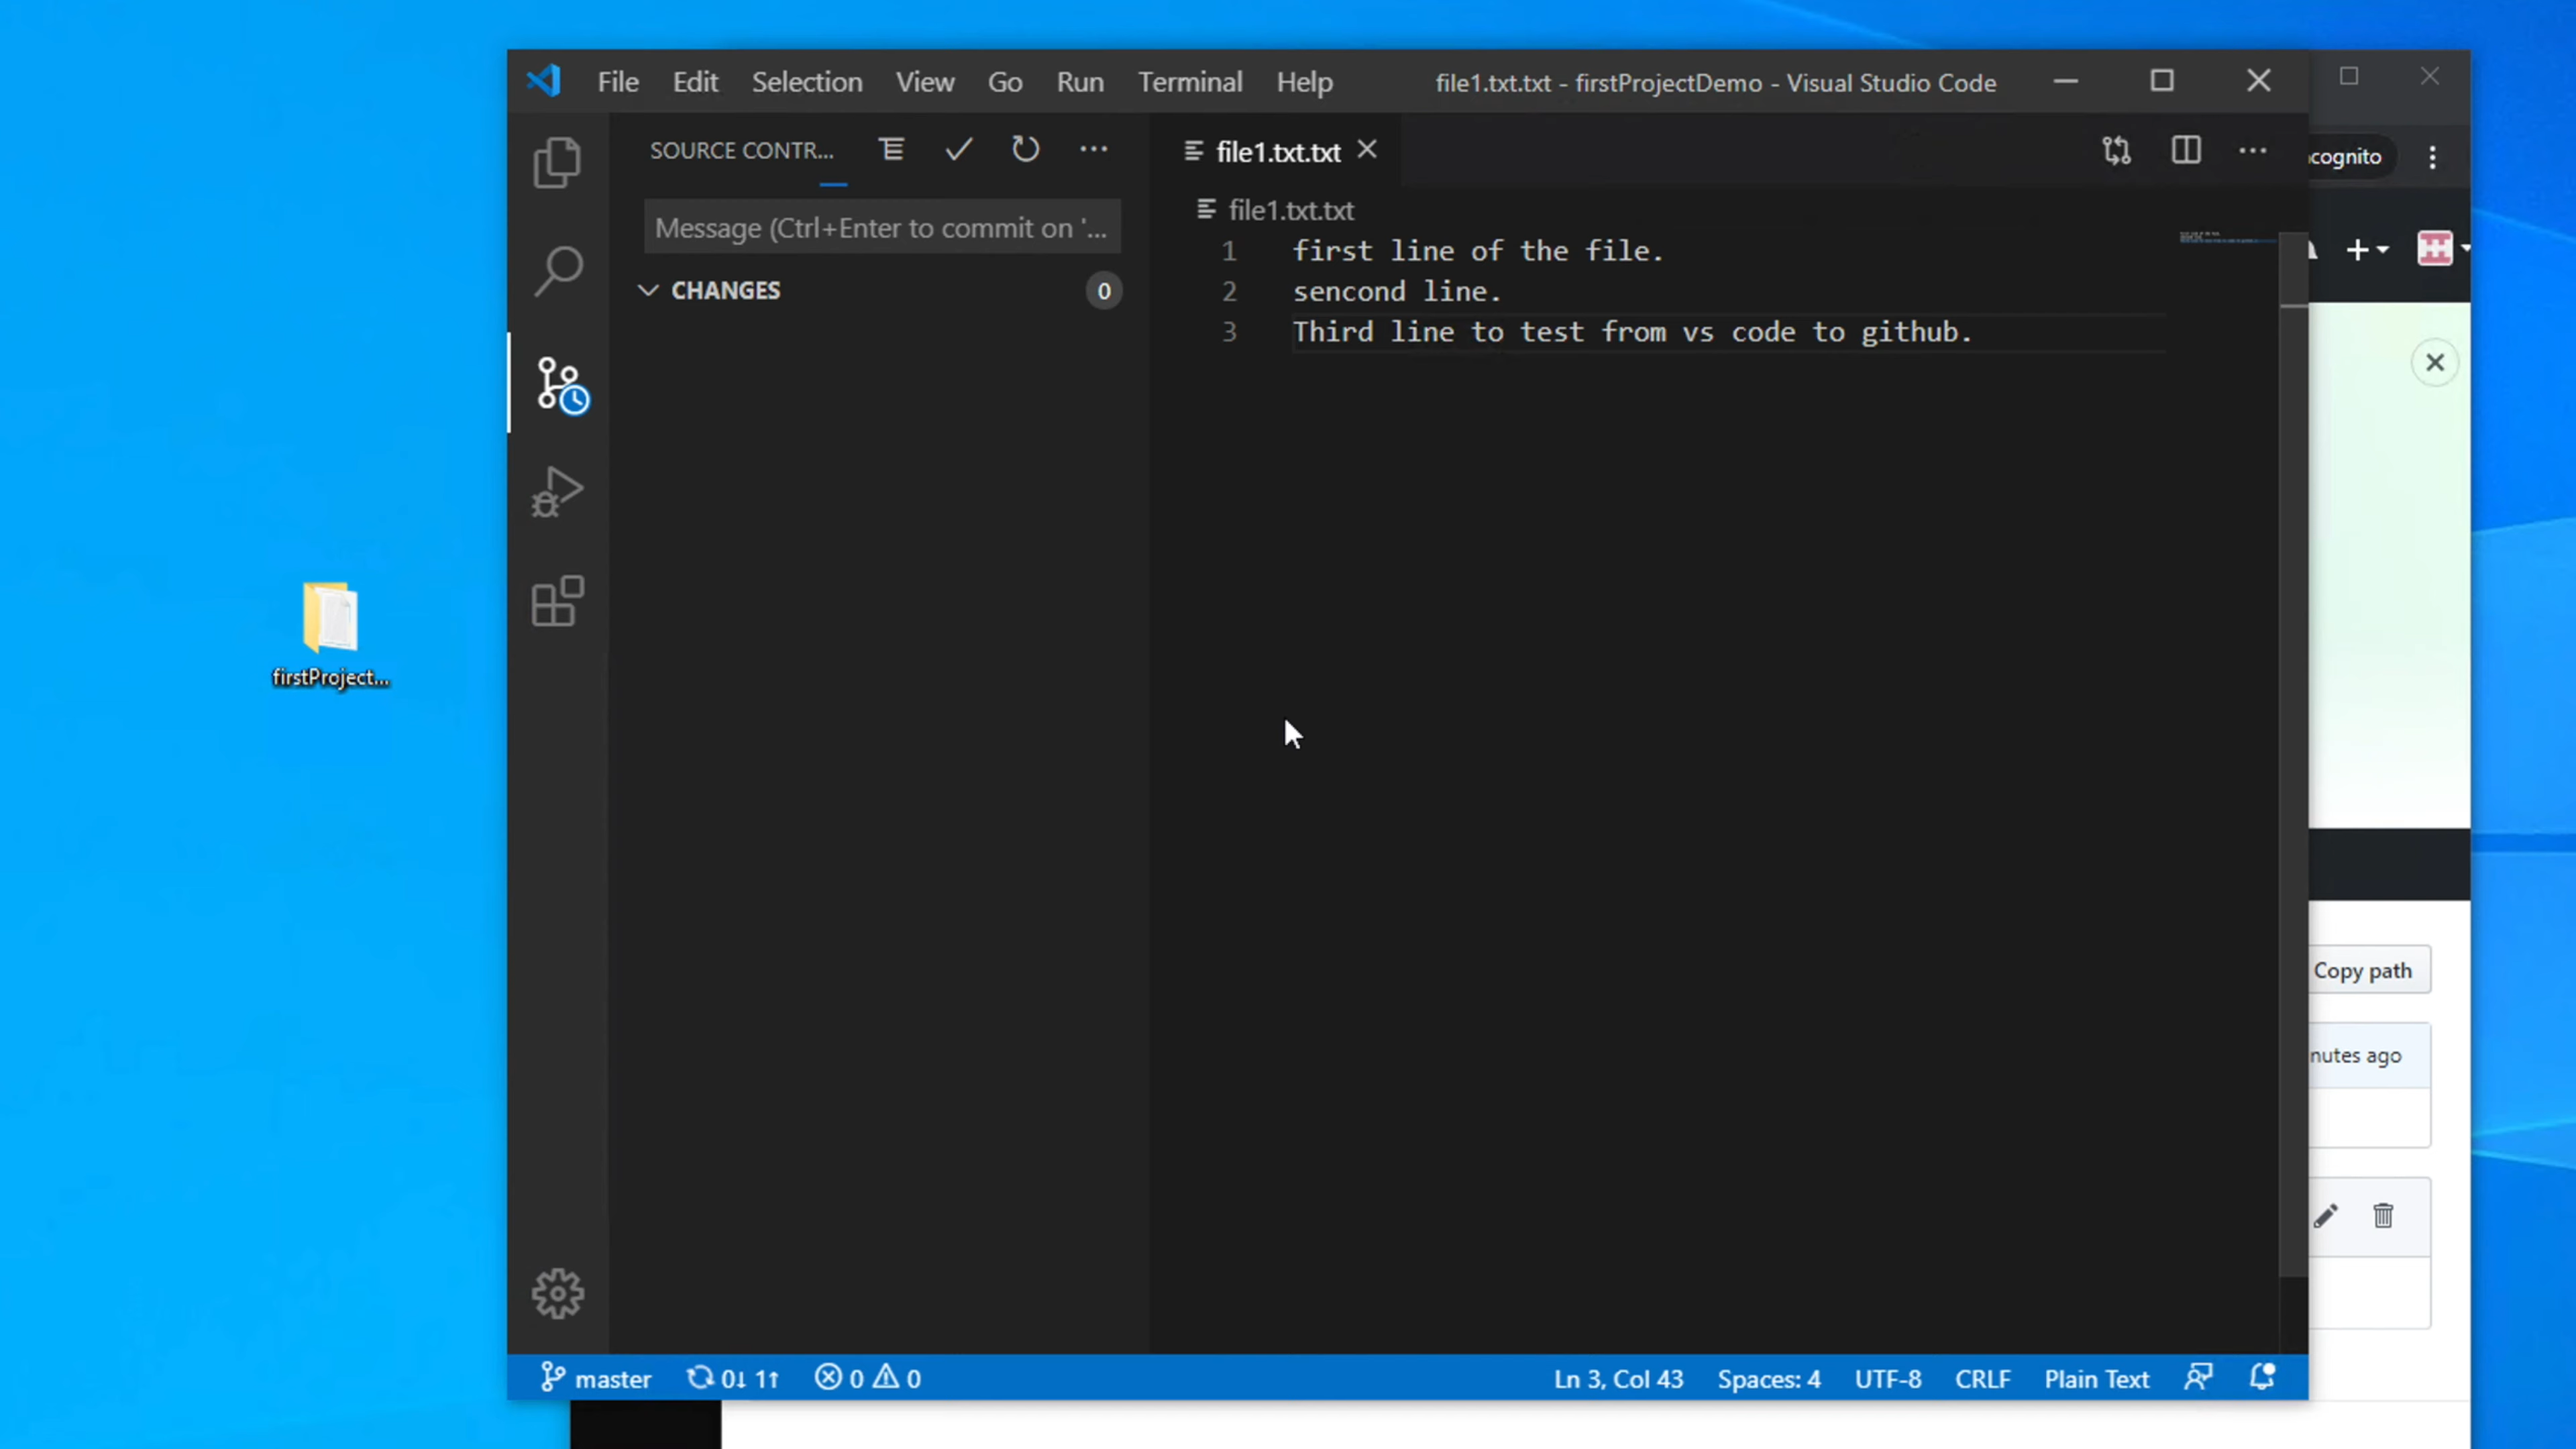 File Edit Selection View Go Run Terminal Help file1.txt.txt - firstProjectDemo - Visual Studio Code
SOURCE CONTR...
file1.txt.txt
cognito
Message (Ctrl+Enter to commit on '...
file1.txt.txt
CHANGES 0
1 first line of the file.
2 sencond line.
3 Third line to test from vs code to github.
firstProject...
Copy path
nutes ago
master 0↓ 1↑ 0 0 Ln 3, Col 43 Spaces: 4 UTF-8 CRLF Plain Text